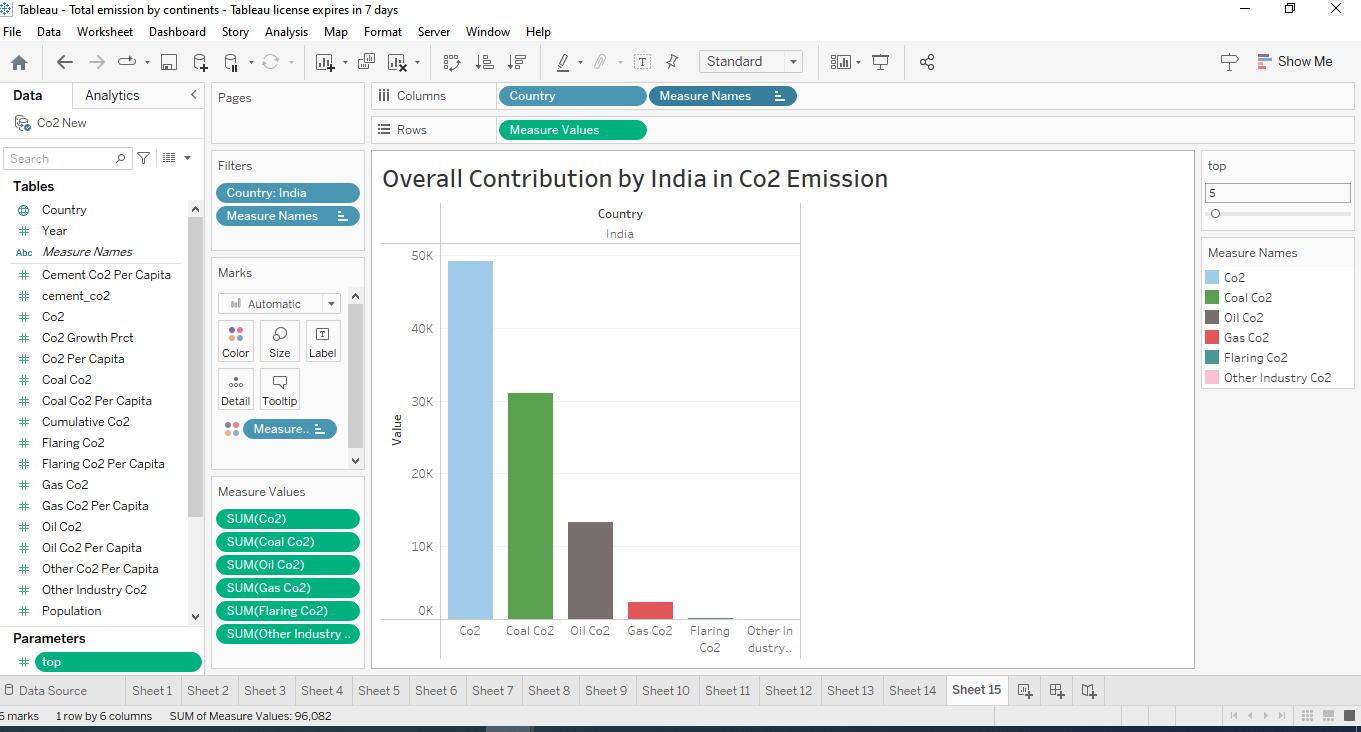 Tableau - Total emission by continents - Tableau license expires in 7 days
File Data Worksheet Dashboard Story Analysis Map Format Server Window Help
Standard
Show Me
Data Analytics
Co2 New
Search
Tables
Country
Year
Abc Measure Names
Cement Co2 Per Capita
cement_co2
Co2
Co2 Growth Prct
Co2 Per Capita
Coal Co2
Coal Co2 Per Capita
Cumulative Co2
Flaring Co2
Flaring Co2 Per Capita
Gas Co2
Gas Co2 Per Capita
Oil Co2
Oil Co2 Per Capita
Other Co2 Per Capita
Other Industry Co2
Population
Parameters
top
Pages
Filters
Country: India
Measure Names
Marks
Automatic
Color Size Label
Detail Tooltip
Measure..
Measure Values
SUM(Co2)
SUM(Coal Co2)
SUM(Oil Co2)
SUM(Gas Co2)
SUM(Flaring Co2)
SUM(Other Industry ..
Columns Country Measure Names
Rows Measure Values
Overall Contribution by India in Co2 Emission
Country
India
50K
40K
30K
20K
10K
0K
Value
Co2 Coal Co2 Oil Co2 Gas Co2 Flaring Co2 Other In dustry..
top
5
Measure Names
Co2
Coal Co2
Oil Co2
Gas Co2
Flaring Co2
Other Industry Co2
Data Source Sheet 1 Sheet 2 Sheet 3 Sheet 4 Sheet 5 Sheet 6 Sheet 7 Sheet 8 Sheet 9 Sheet 10 Sheet 11 Sheet 12 Sheet 13 Sheet 14 Sheet 15
6 marks 1 row by 6 columns SUM of Measure Values: 96,082